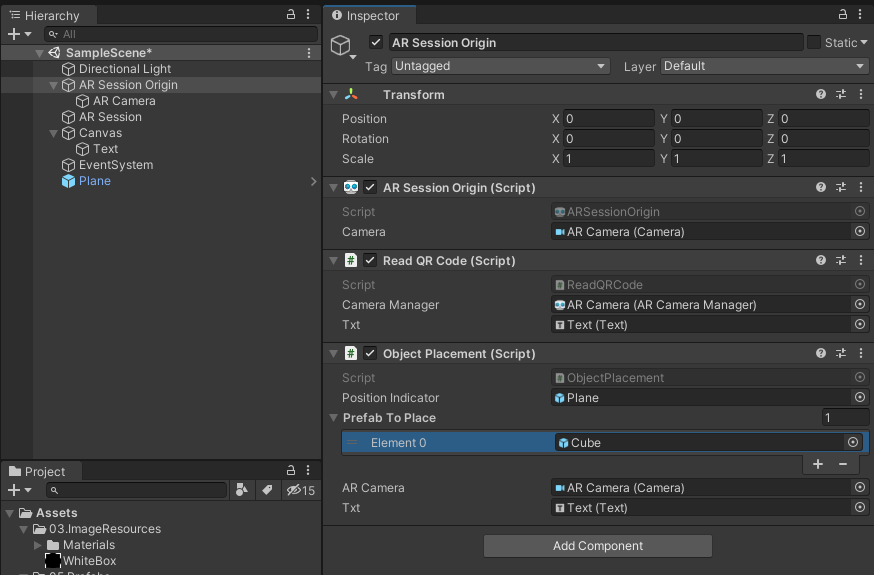 Hierarchy
All
SampleScene*
Directional Light
AR Session Origin
AR Camera
AR Session
Canvas
Text
EventSystem
Plane
Project
15
Assets
03.ImageResources
Materials
WhiteBox
Inspector
AR Session Origin
Static
Tag Untagged Layer Default
Transform
Position X 0 Y 0 Z 0
Rotation X 0 Y 0 Z 0
Scale X 1 Y 1 Z 1
AR Session Origin (Script)
Script ARSessionOrigin
Camera AR Camera (Camera)
# Read QR Code (Script)
Script ReadQRCode
Camera Manager AR Camera (AR Camera Manager)
Txt Text (Text)
# Object Placement (Script)
Script ObjectPlacement
Position Indicator Plane
Prefab To Place 1
Element 0 Cube
AR Camera AR Camera (Camera)
Txt Text (Text)
Add Component